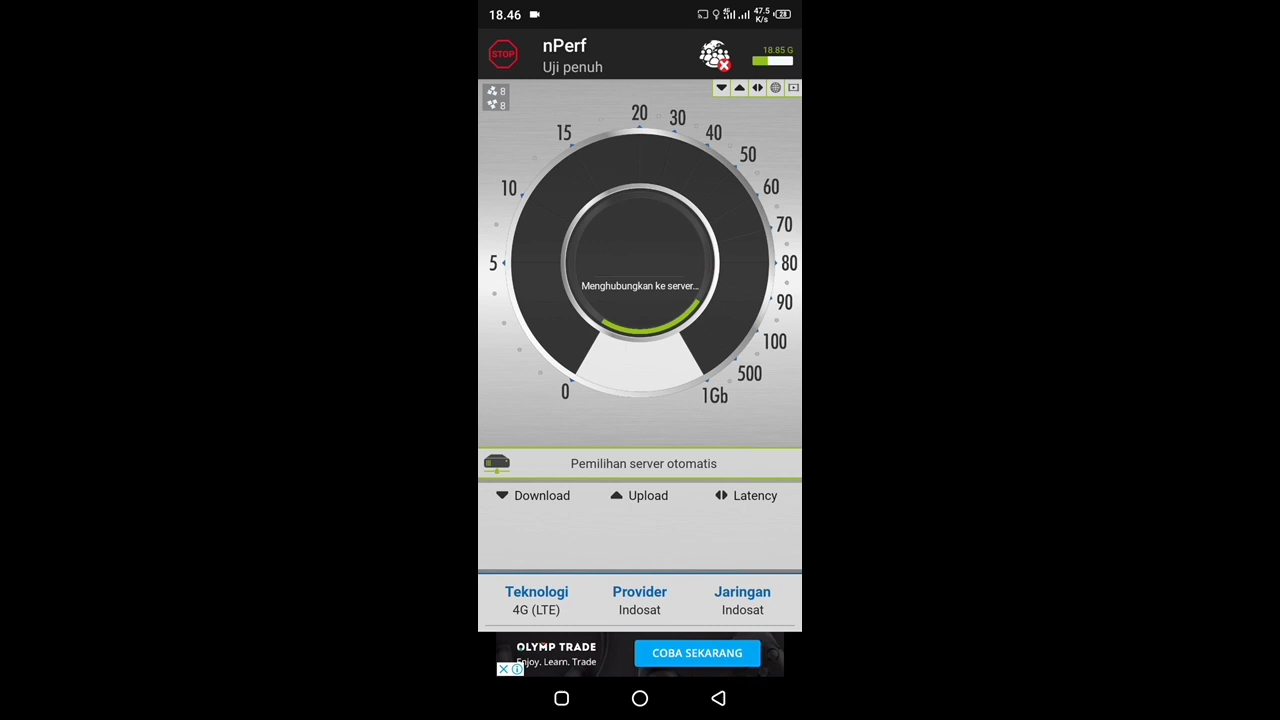 18.46
4G
47.5
K/s
28
STOP
nPerf
Uji penuh
18.85 G
8
8
20
30
15
40
50
10
60
70
5
80
90
100
500
0
1Gb
Menghubungkan ke server...
Pemilihan server otomatis
Download
Upload
Latency
Teknologi
Provider
Jaringan
4G (LTE)
Indosat
Indosat
OLYMP TRADE
Enjoy. Learn. Trade
COBA SEKARANG